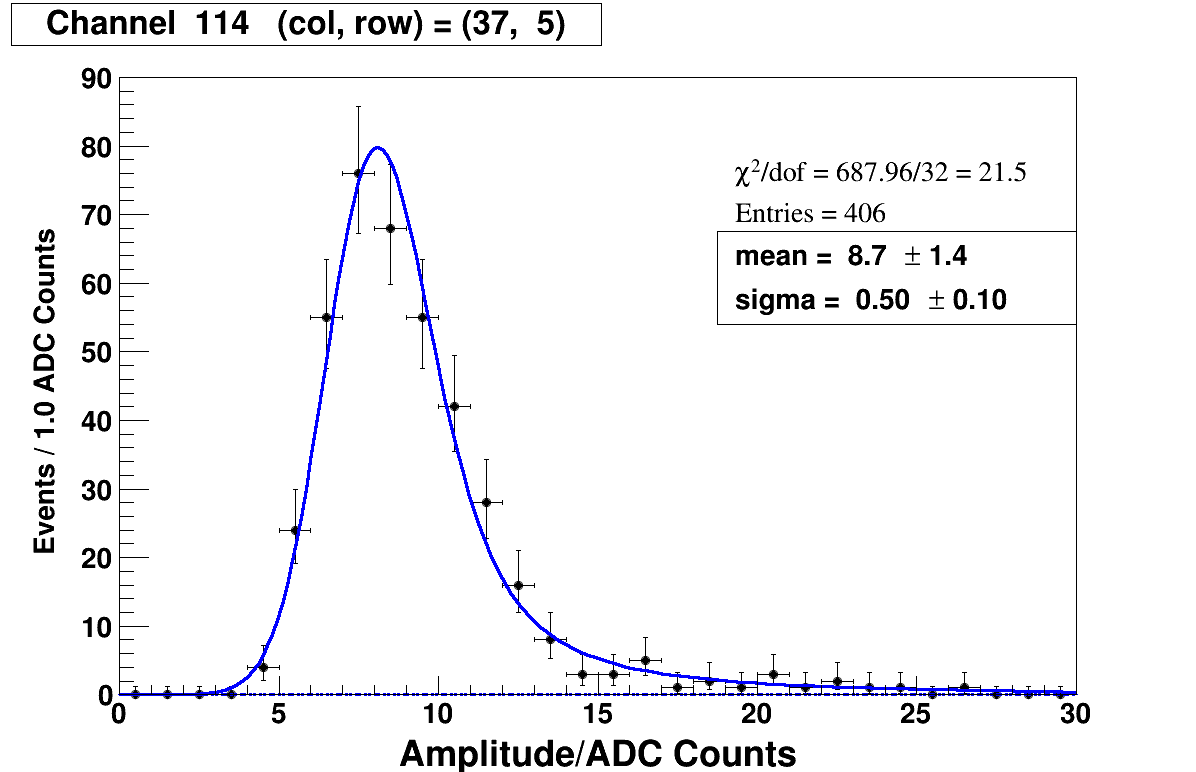 Channel 114 (col, row) = (37, 5)
90
80
70
60
50
40
30
20
10
0
Events / 1.0 ADC Counts
χ²/dof = 687.96/32 = 21.5
Entries = 406
mean = 8.7 ± 1.4
sigma = 0.50 ± 0.10
0 5 10 15 20 25 30
Amplitude/ADC Counts